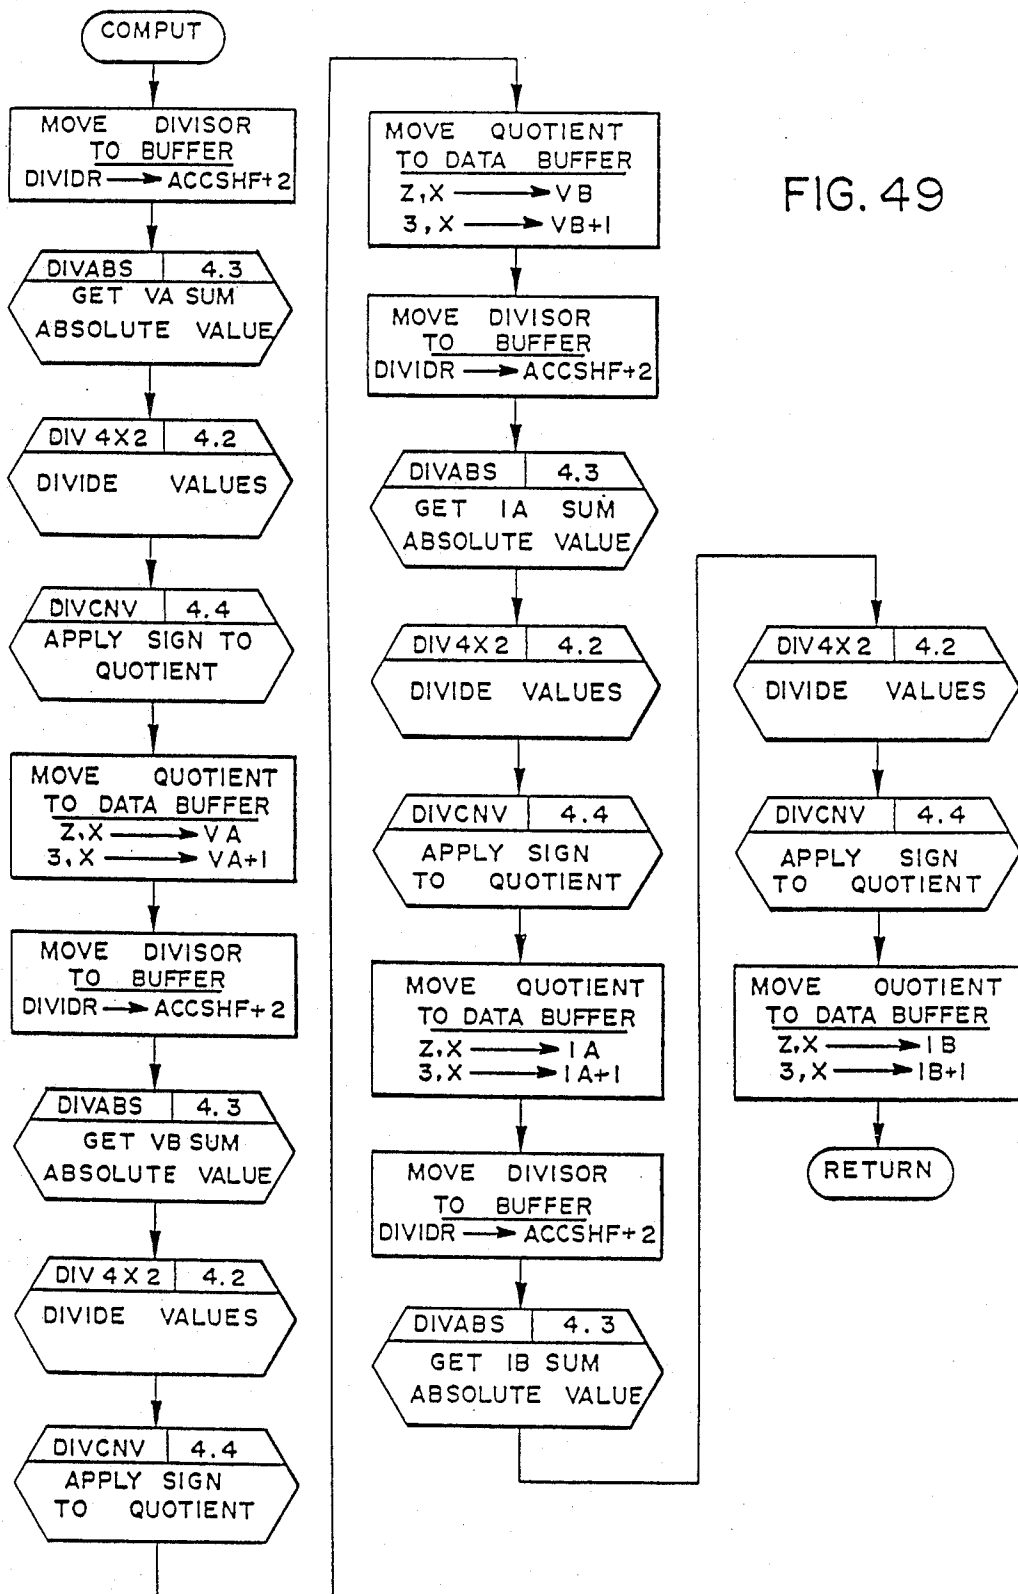 COMPUT
MOVE DIVISOR
TO BUFFER
DIVIDR → ACCSHF+2
DIVABS 4.3
GET VA SUM
ABSOLUTE VALUE
DIV 4X2 4.2
DIVIDE VALUES
DIVCNV 4.4
APPLY SIGN TO
QUOTIENT
MOVE QUOTIENT
TO DATA BUFFER
Z,X → VA
3,X → VA+1
MOVE DIVISOR
TO BUFFER
DIVIDR → ACCSHF+2
DIVABS 4.3
GET VB SUM
ABSOLUTE VALUE
DIV 4X2 4.2
DIVIDE VALUES
DIVCNV 4.4
APPLY SIGN
TO QUOTIENT
MOVE QUOTIENT
TO DATA BUFFER
Z,X → VB
3,X → VB+1
MOVE DIVISOR
TO BUFFER
DIVIDR → ACCSHF+2
DIVABS 4.3
GET IA SUM
ABSOLUTE VALUE
DIV4X2 4.2
DIVIDE VALUES
DIVCNV 4.4
APPLY SIGN
TO QUOTIENT
MOVE QUOTIENT
TO DATA BUFFER
Z,X → IA
3,X → IA+1
MOVE DIVISOR
TO BUFFER
DIVIDR → ACCSHF+2
DIVABS 4.3
GET IB SUM
ABSOLUTE VALUE
FIG. 49
DIV4X2 4.2
DIVIDE VALUES
DIVCNV 4.4
APPLY SIGN
TO QUOTIENT
MOVE QUOTIENT
TO DATA BUFFER
Z,X → IB
3,X → IB+1
RETURN